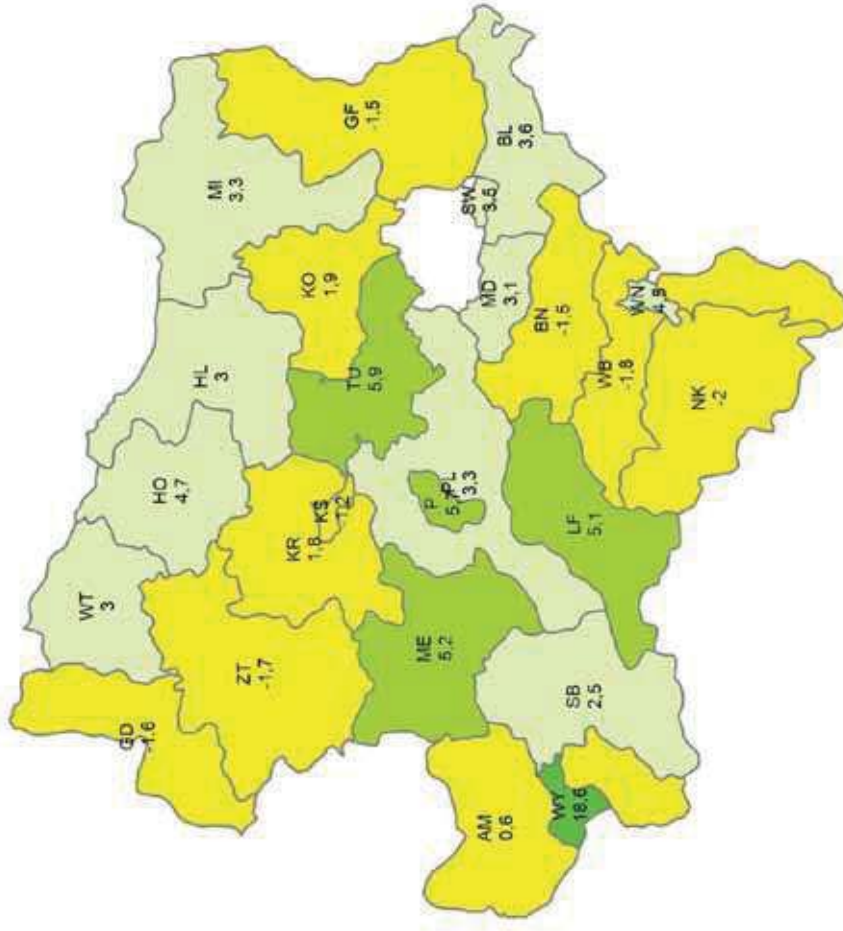 WT
3
GD
-1,6
HO
4,7
HL
3
MI
3,3
ZT
-1,7
KR
1,8
KS
1,2
KO
1,9
GF
-1,5
TU
5,9
ME
5,2
P
PL
3,3
SW
3,5
AM
0,6
MD
3,1
BL
3,6
BN
-1,5
WY
18,6
SB
2,5
LF
5,1
WB
-1,8
WN
NK
-2